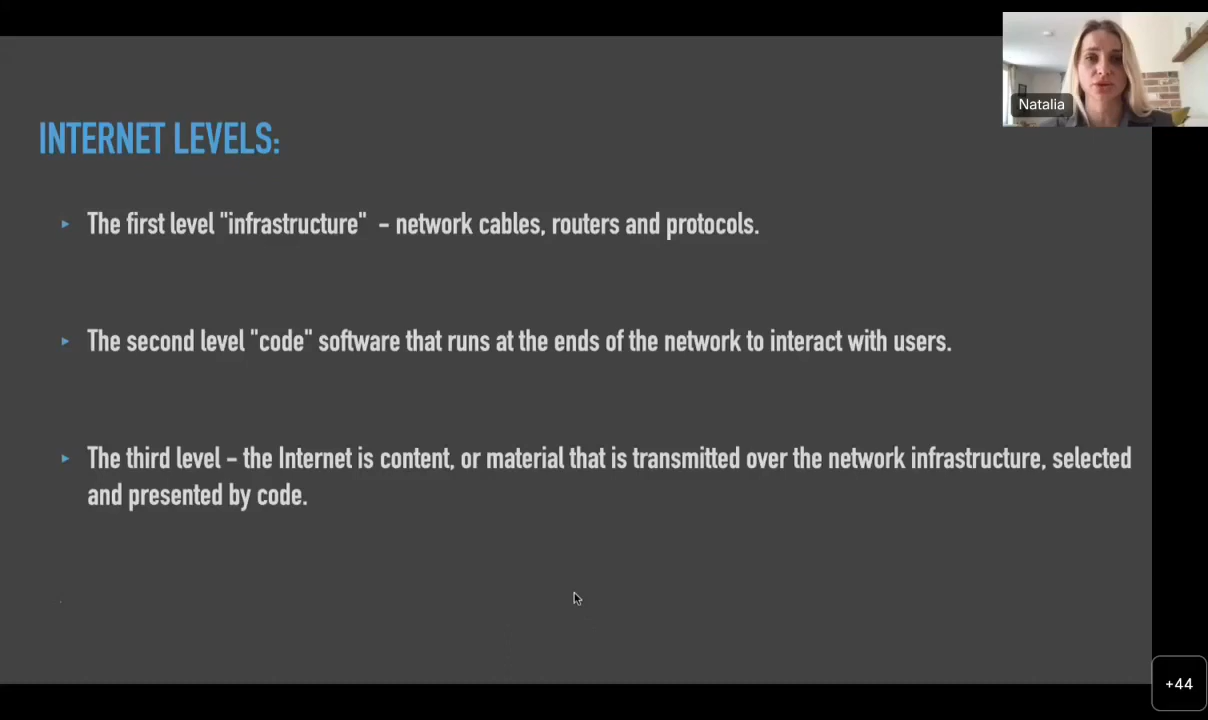 Natalia
INTERNET LEVELS:
▸ The first level "infrastructure" - network cables, routers and protocols.
▸ The second level "code" software that runs at the ends of the network to interact with users.
▸ The third level - the Internet is content, or material that is transmitted over the network infrastructure, selected
and presented by code.
+44